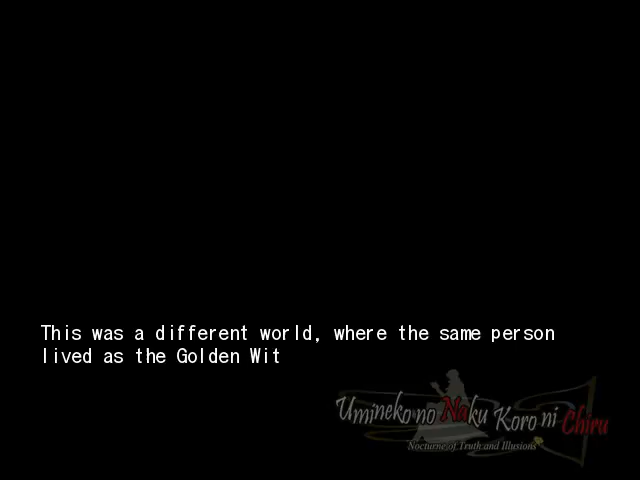 This was a different world, where the same person
lived as the Golden Wit
Umineko no Naku Koro ni Chiru
Nocturne of Truth and Illusions